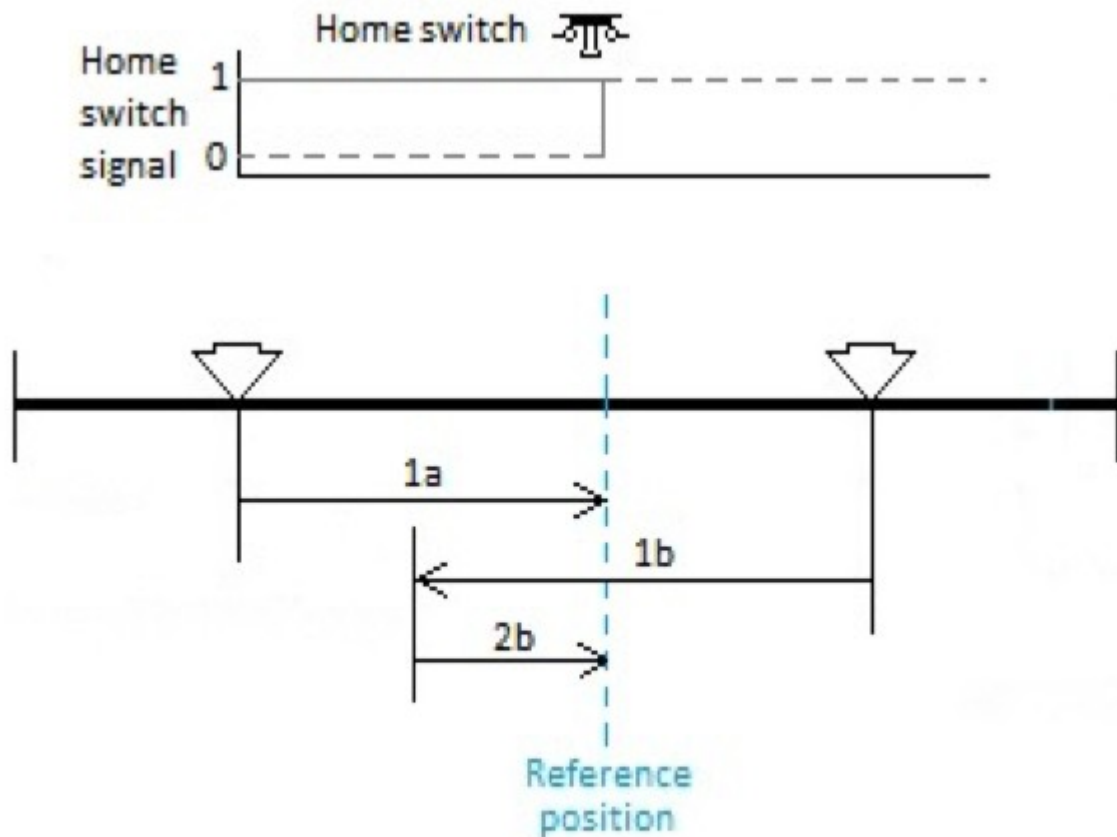 Home switch
Home
switch
signal
1
0
1a
1b
2b
Reference
position